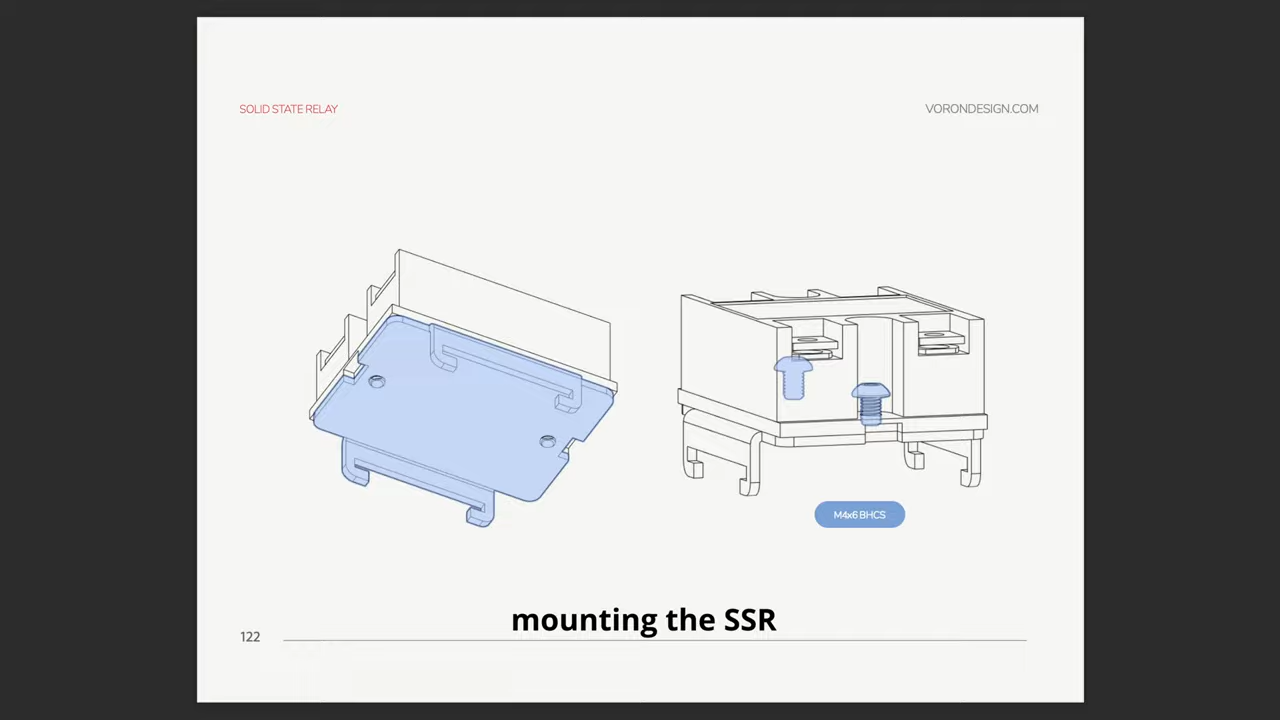 SOLID STATE RELAY
VORONDESIGN.COM
M4x6 BHCS
mounting the SSR
122